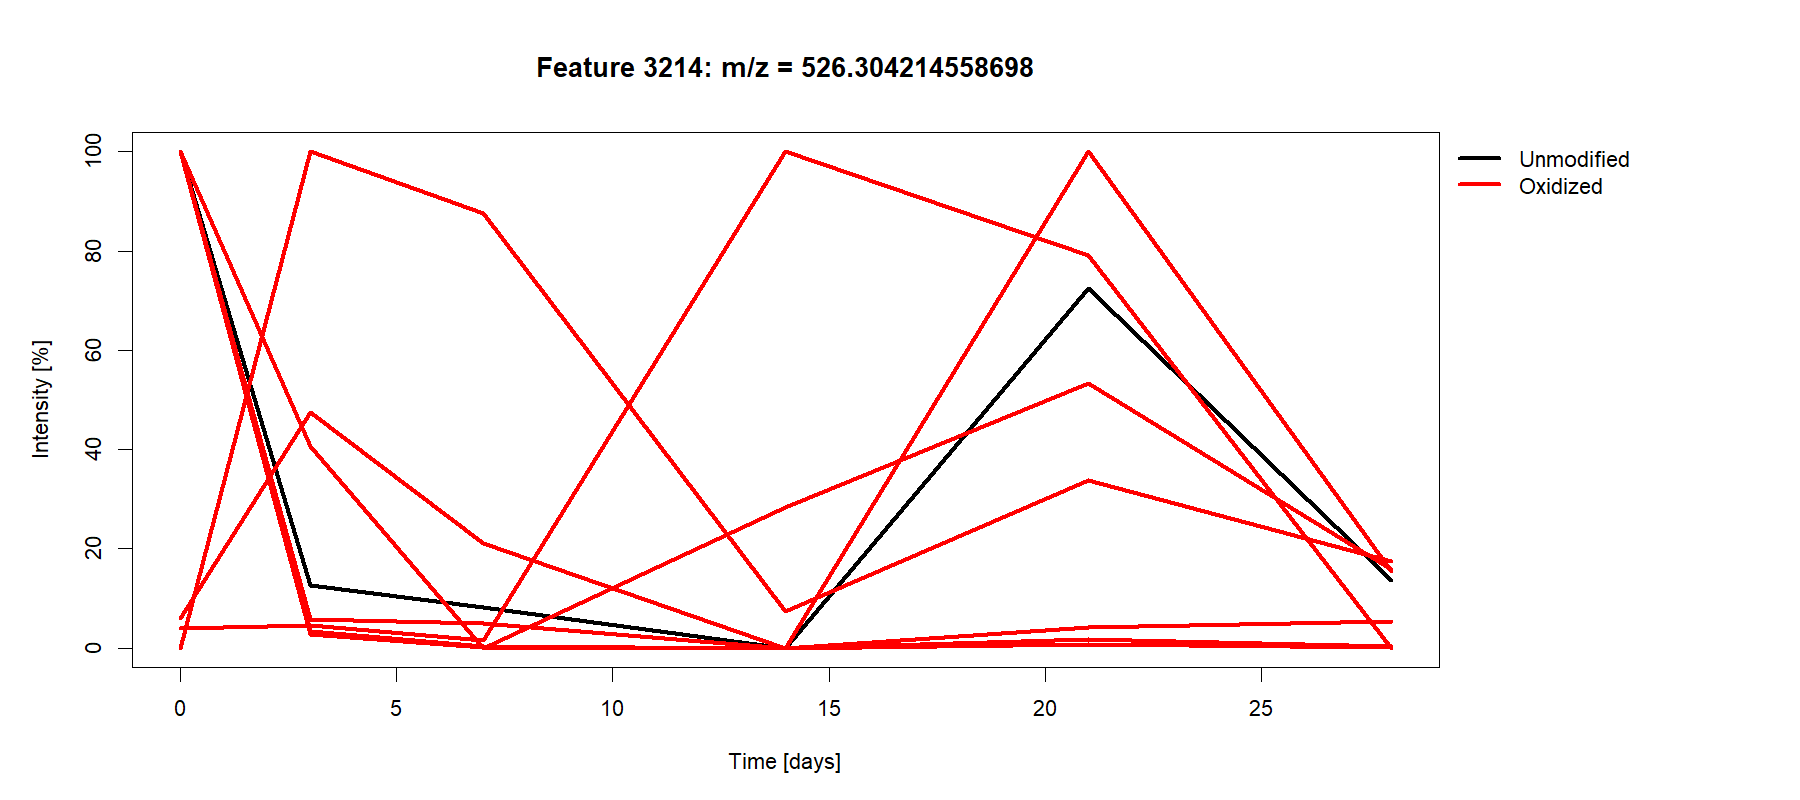 Feature 3214: m/z = 526.304214558698
Unmodified
Oxidized
Intensity [%]
100
80
60
40
20
0
0 5 10 15 20 25
Time [days]